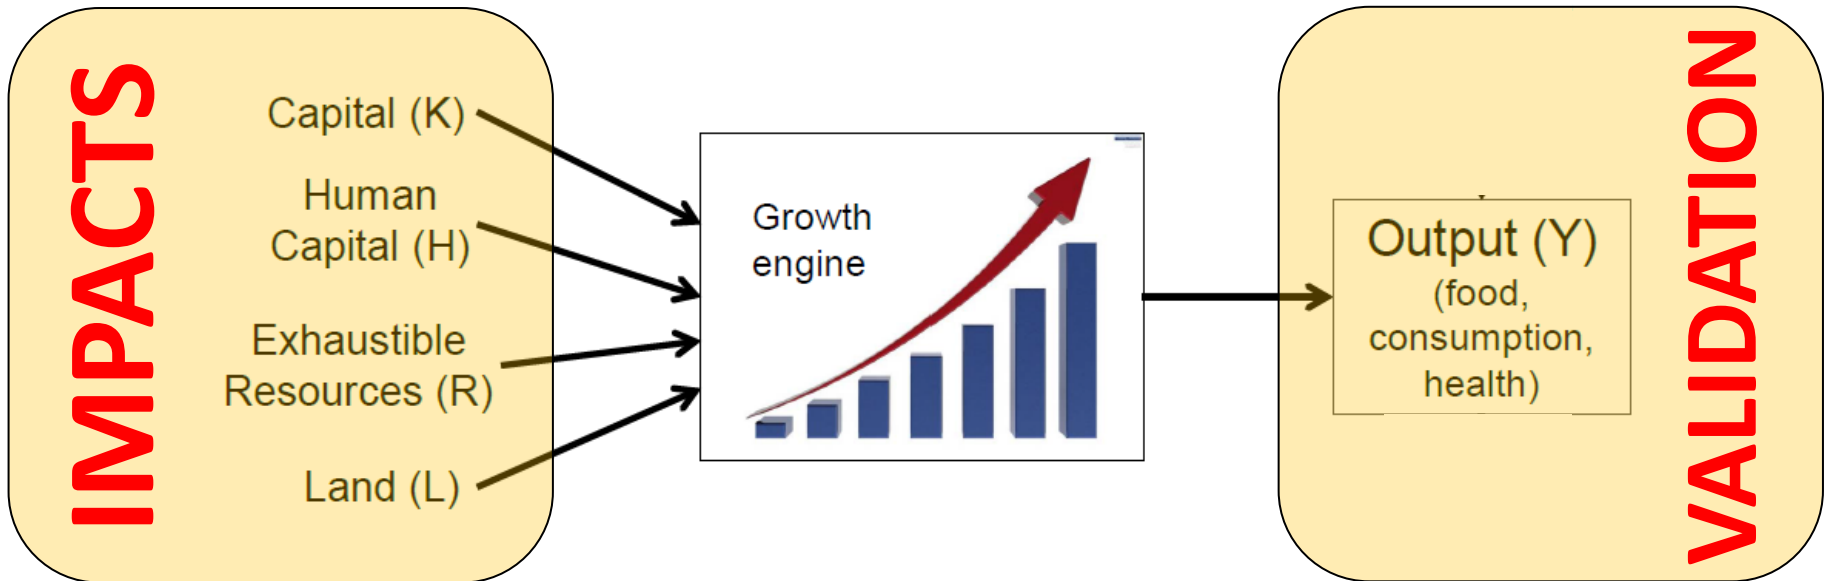 IMPACTS
Capital (K)
Human
Capital (H)
Exhaustible
Resources (R)
Land (L)
Growth
engine
Output (Y)
(food,
consumption,
health)
VALIDATION